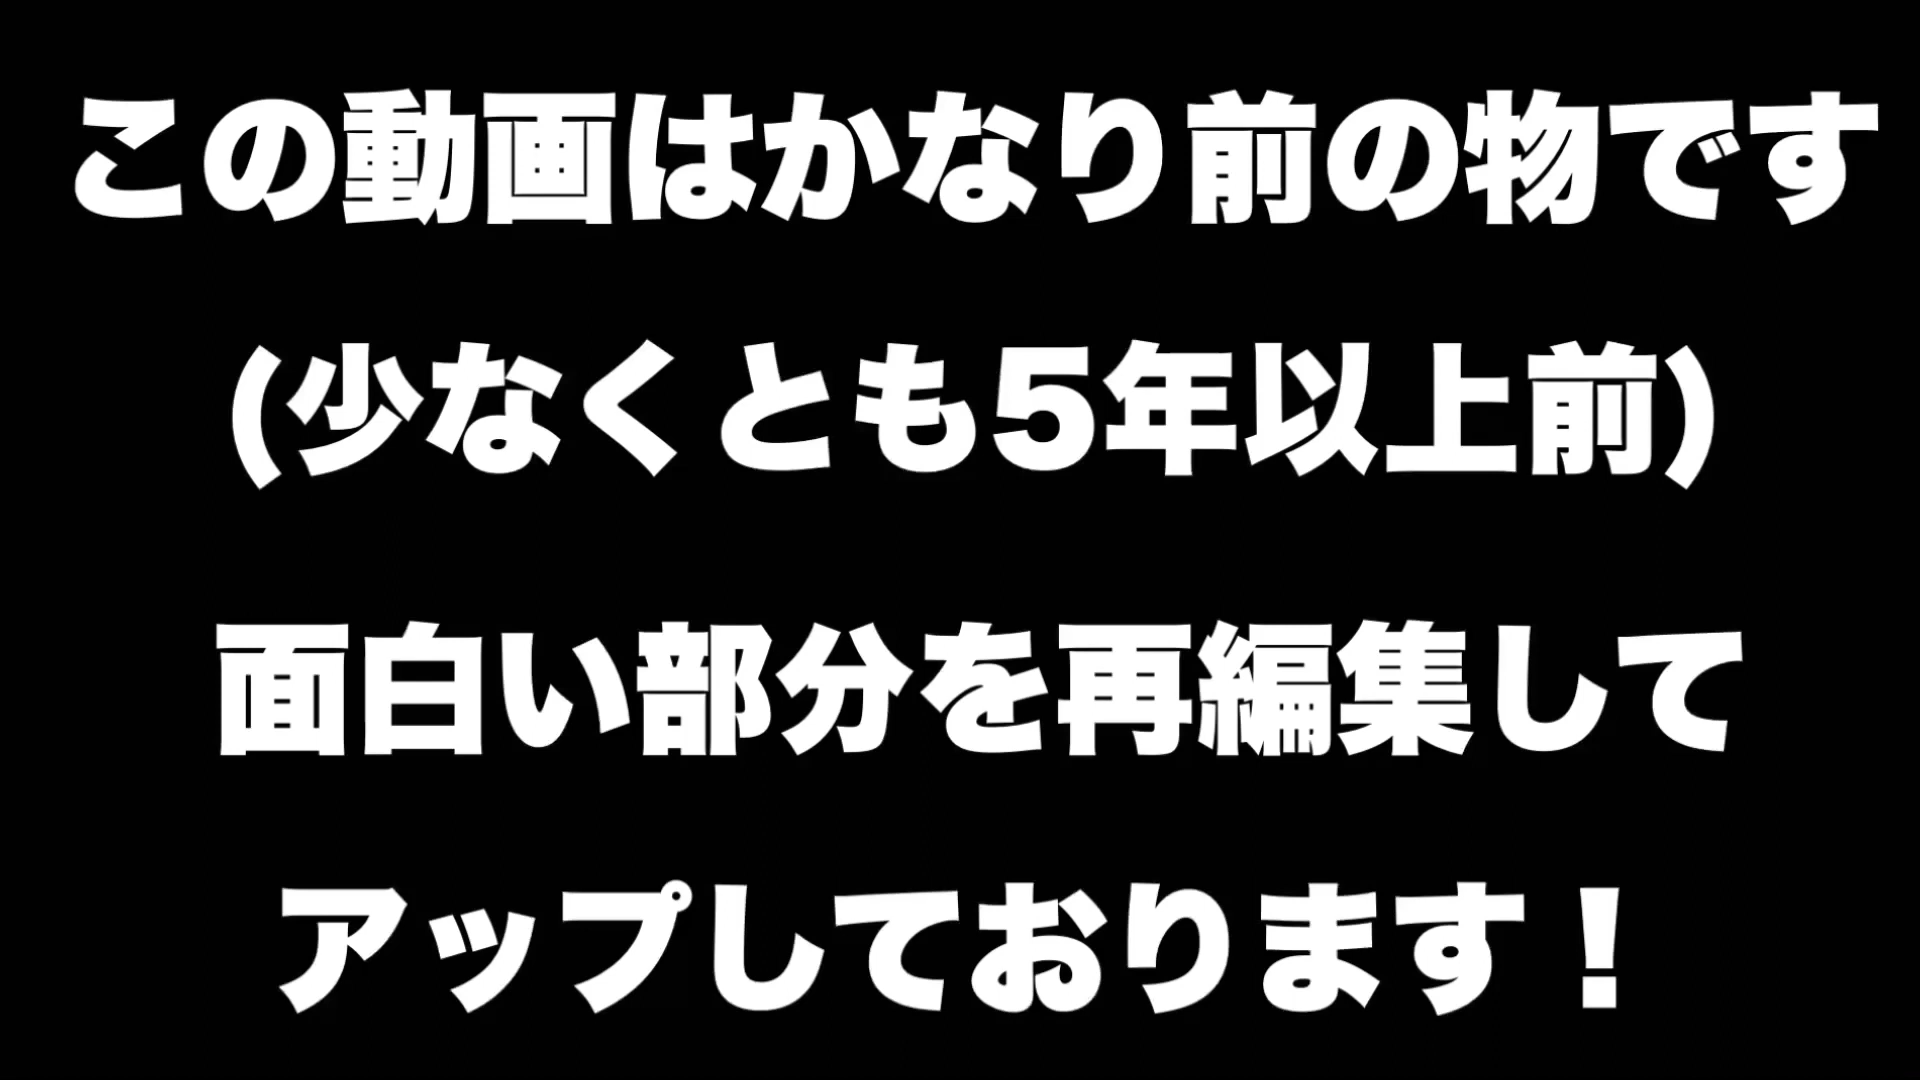 この動画はかなり前の物です
(少なくとも5年以上前)
面白い部分を再編集して
アップしております！